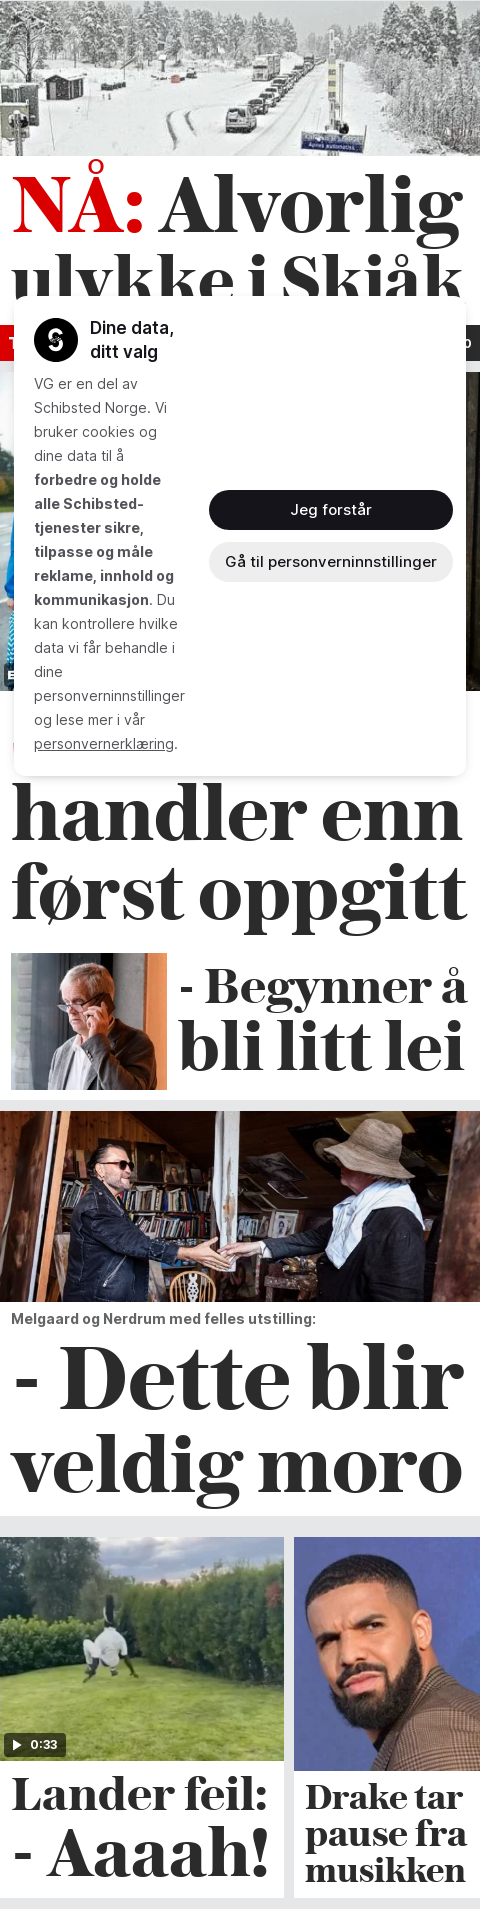 NÅ: Alvorlig
ulykke i Skjåk
Dine data,
ditt valg
VG er en del av
Schibsted Norge. Vi
bruker cookies og
dine data til å
forbedre og holde
alle Schibsted-
tjenester sikre,
tilpasse og måle
reklame, innhold og
kommunikasjon. Du
kan kontrollere hvilke
data vi får behandle i
dine
personverninnstillinger
og lese mer i vår
personvernerklæring.
Jeg forstår
Gå til personverninnstillinger
handler enn
først oppgitt
- Begynner å
bli litt lei
Melgaard og Nerdrum med felles utstilling:
- Dette blir
veldig moro
0:33
Lander feil:
- Aaaah!
Drake tar
pause fra
musikken